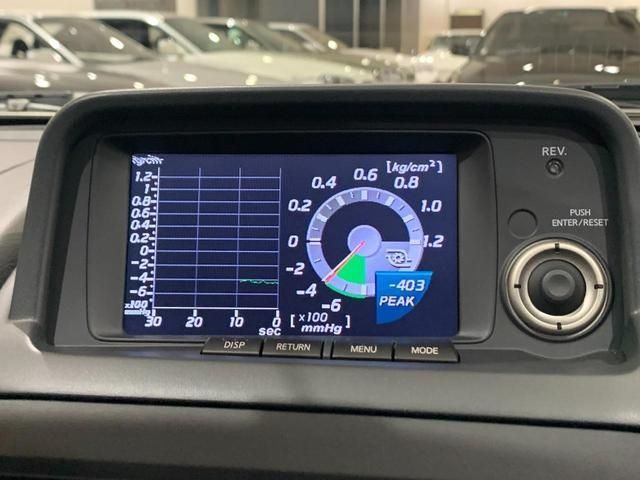 kg/cm²
1.2
1
0.8
0.6
0.4
0.2
0
-2
-4
-6
x100
mmHg
30 20 10 0
sec
[kg/cm²]
0.6
0.4 0.8
0.2 1.0
0 1.2
-2
-4
-6
[x100
mmHg]
-403
PEAK
REV.
PUSH
ENTER/RESET
DISP RETURN MENU MODE